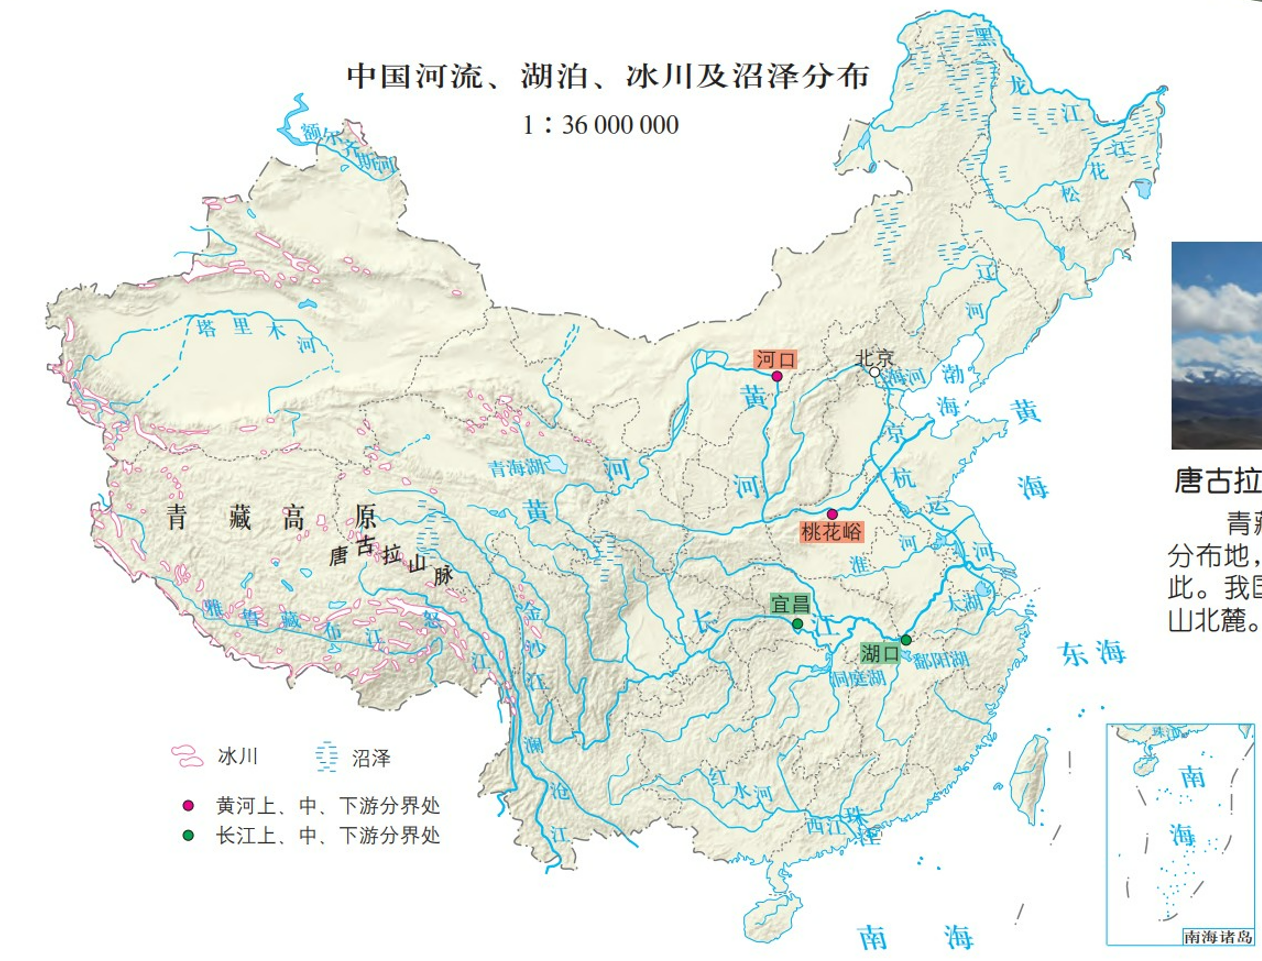 中国河流、湖泊、冰川及沼泽分布
1：36 000 000
黑龙江
松花江
额尔齐斯河
塔里木河
辽河
河口
北京
海河
渤海
黄海
黄河
京杭运河
青海湖
黄河
桃花峪
淮河
青藏高原
唐古拉山脉
雅鲁藏布江
怒江
金沙江
澜沧江
长江
宜昌
湖口
太湖
鄱阳湖
洞庭湖
东海
红水河
西江
珠江
南海
冰川
沼泽
黄河上、中、下游分界处
长江上、中、下游分界处
珠江
南海
南海诸岛
唐古拉
青藏
分布地，
此。我国
山北麓。